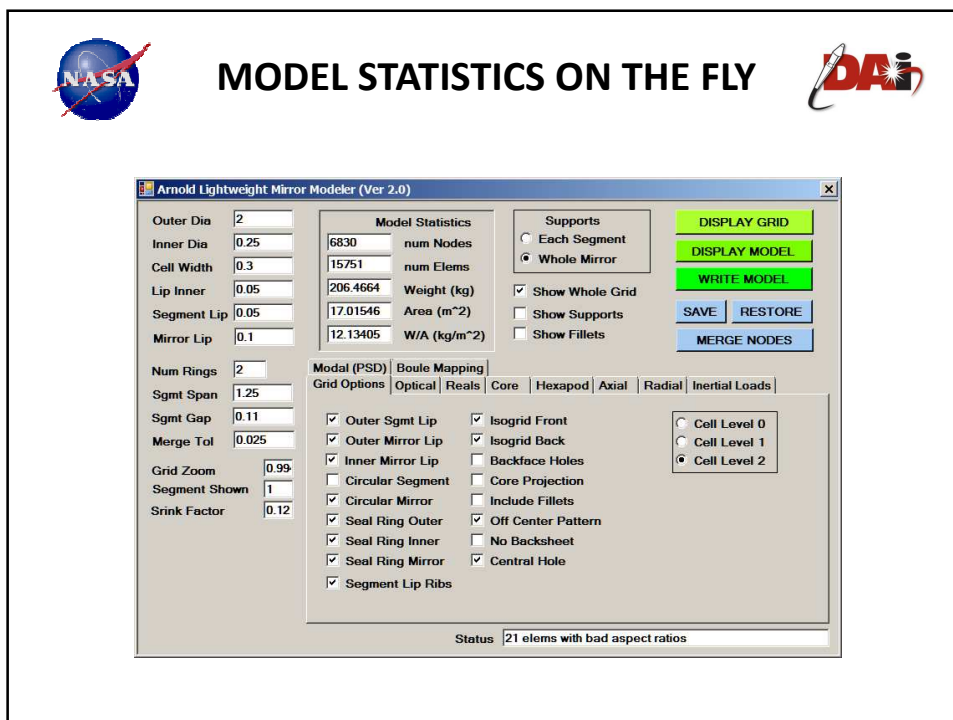 NASA
MODEL STATISTICS ON THE FLY
DAi
Arnold Lightweight Mirror Modeler (Ver 2.0)
Outer Dia 2
Inner Dia 0.25
Cell Width 0.3
Lip Inner 0.05
Segment Lip 0.05
Mirror Lip 0.1
Num Rings 2
Sgmt Span 1.25
Sgmt Gap 0.11
Merge Tol 0.025
Grid Zoom 0.99
Segment Shown 1
Srink Factor 0.12
Model Statistics
6830 num Nodes
15751 num Elems
206.4664 Weight (kg)
17.01546 Area (m^2)
12.13405 W/A (kg/m^2)
Supports
Each Segment
Whole Mirror
Show Whole Grid
Show Supports
Show Fillets
DISPLAY GRID
DISPLAY MODEL
WRITE MODEL
SAVE RESTORE
MERGE NODES
Modal (PSD) Boule Mapping
Grid Options Optical Reals Core Hexapod Axial Radial Inertial Loads
Outer Sgmt Lip
Outer Mirror Lip
Inner Mirror Lip
Circular Segment
Circular Mirror
Seal Ring Outer
Seal Ring Inner
Seal Ring Mirror
Segment Lip Ribs
Isogrid Front
Isogrid Back
Backface Holes
Core Projection
Include Fillets
Off Center Pattern
No Backsheet
Central Hole
Cell Level 0
Cell Level 1
Cell Level 2
Status 21 elems with bad aspect ratios